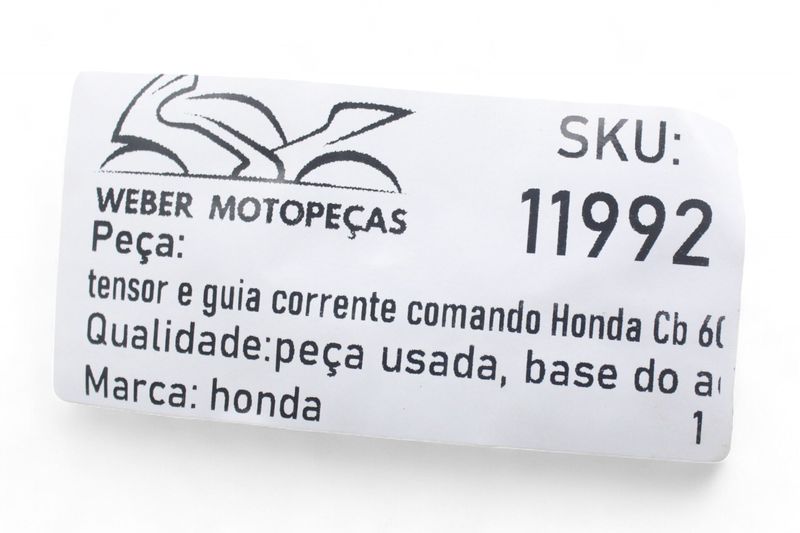 WEBER MOTOPEÇAS
SKU:
11992
Peça:
tensor e guia corrente comando Honda Cb
Qualidade:peça usada, base do
Marca: honda
1